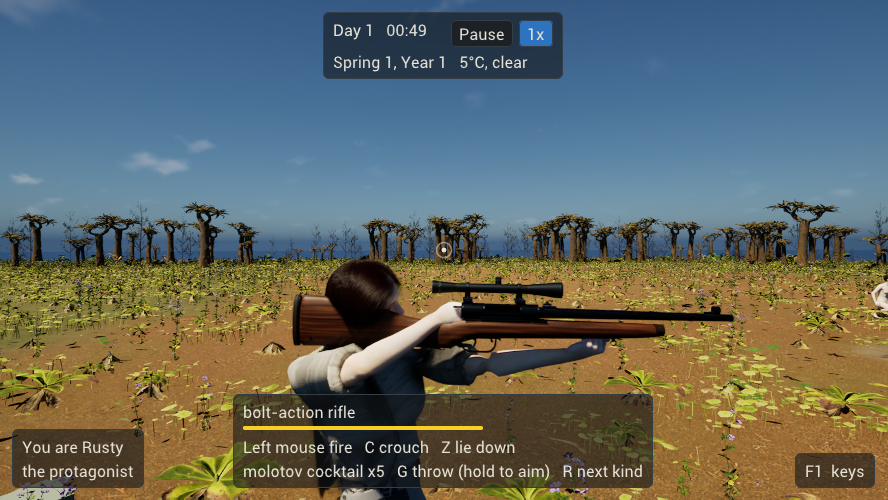 Day 1 00:49 Pause 1x
Spring 1, Year 1 5°C, clear
bolt-action rifle
Left mouse fire C crouch Z lie down
molotov cocktail x5 G throw (hold to aim) R next kind
You are Rusty
the protagonist
F1 keys